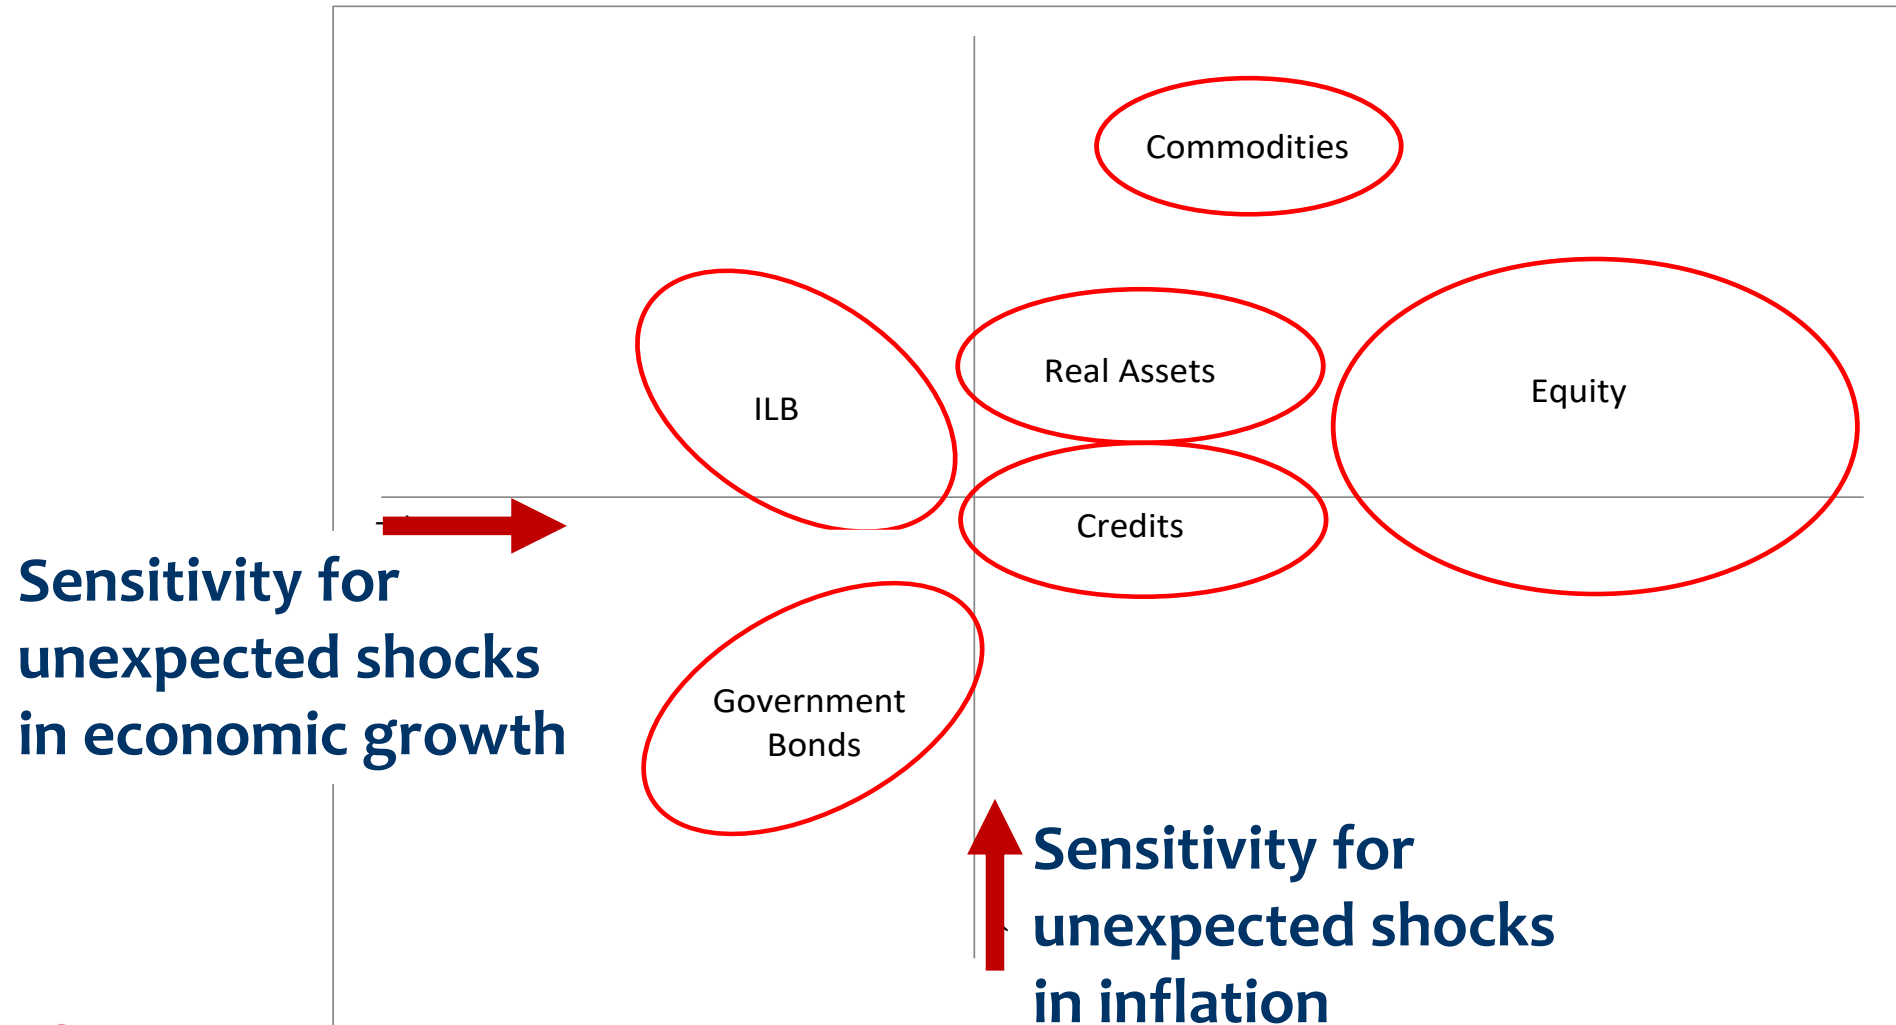 Commodities
Real Assets
Equity
ILB
Credits
Sensitivity for
unexpected shocks
in economic growth
Government
Bonds
Sensitivity for
unexpected shocks
in inflation